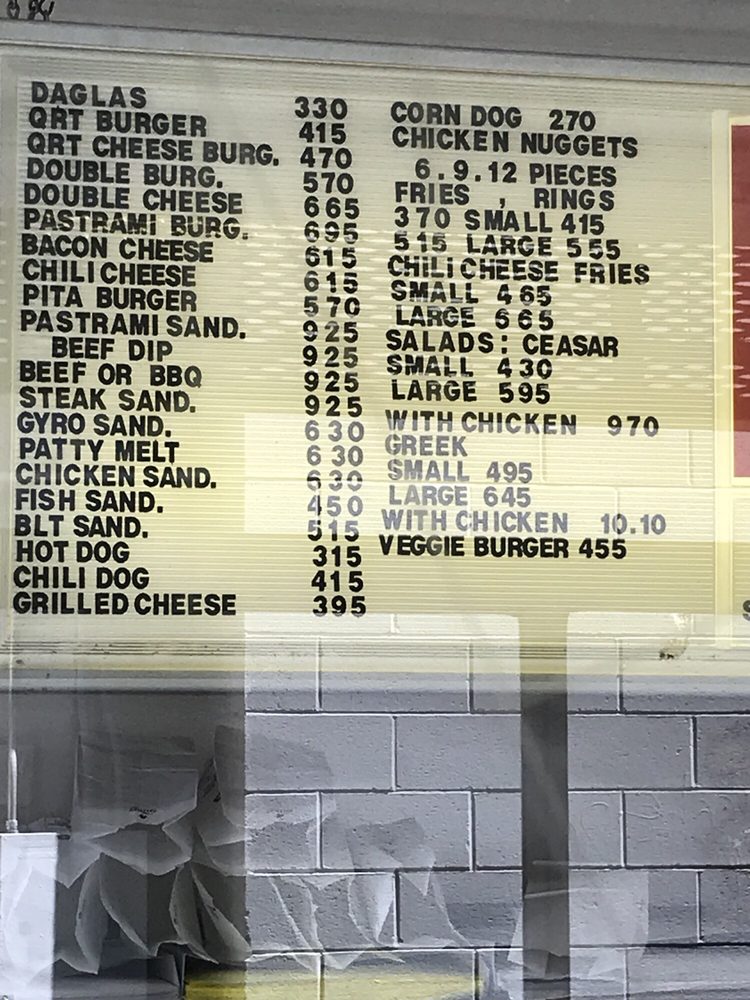 DAGLAS 330
QRT BURGER 415
QRT CHEESE BURG. 470
DOUBLE BURG. 570
DOUBLE CHEESE 665
PASTRAMI BURG. 695
BACON CHEESE 615
CHILI CHEESE 615
PITA BURGER 570
PASTRAMI SAND. 925
BEEF DIP 925
BEEF OR BBQ 925
STEAK SAND. 925
GYRO SAND. 630
PATTY MELT 630
CHICKEN SAND. 630
FISH SAND. 450
BLT SAND. 515
HOT DOG 315
CHILI DOG 415
GRILLED CHEESE 395
CORN DOG 270
CHICKEN NUGGETS
6.9.12 PIECES
FRIES , RINGS
370 SMALL 415
515 LARGE 555
CHILI CHEESE FRIES
SMALL 465
LARGE 665
SALADS: CEASAR
SMALL 430
LARGE 595
WITH CHICKEN 970
GREEK
SMALL 495
LARGE 645
WITH CHICKEN 10.10
VEGGIE BURGER 455